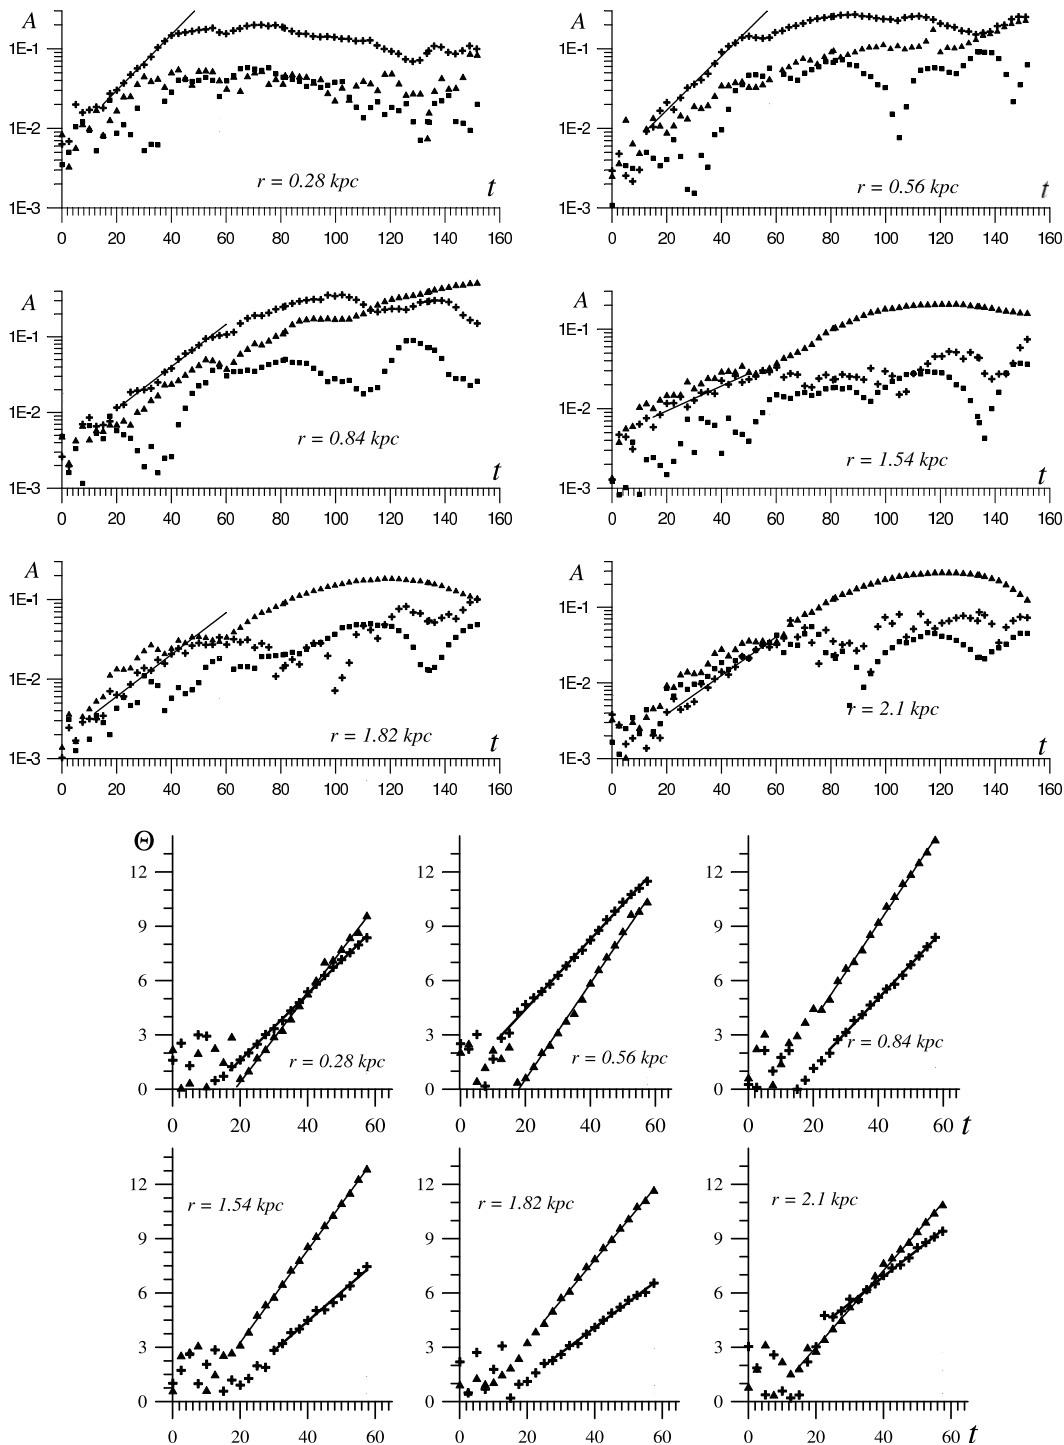 A
A
1E-1
1E-1
1E-2
1E-2
r = 0.28 kpc
t
r = 0.56 kpc
t
1E-3
1E-3
0 20 40 60 80 100 120 140 160
0 20 40 60 80 100 120 140 160
A
A
1E-1
1E-1
1E-2
1E-2
r = 0.84 kpc
t
r = 1.54 kpc
t
1E-3
1E-3
0 20 40 60 80 100 120 140 160
0 20 40 60 80 100 120 140 160
A
A
1E-1
1E-1
1E-2
1E-2
r = 1.82 kpc
t
r = 2.1 kpc
1E-3
1E-3
0 20 40 60 80 100 120 140 160
0 20 40 60 80 100 120 140 160
Θ
12
12
12
9
9
9
6
6
6
3
3
3
r = 0.28 kpc
r = 0.56 kpc
r = 0.84 kpc
0
0
0
0 20 40 60
0 20 40 60
0 20 40 60 t
12
12
12
r = 1.54 kpc
r = 1.82 kpc
r = 2.1 kpc
9
9
9
6
6
6
3
3
3
0
0
0
0 20 40 60
0 20 40 60
0 20 40 60 t